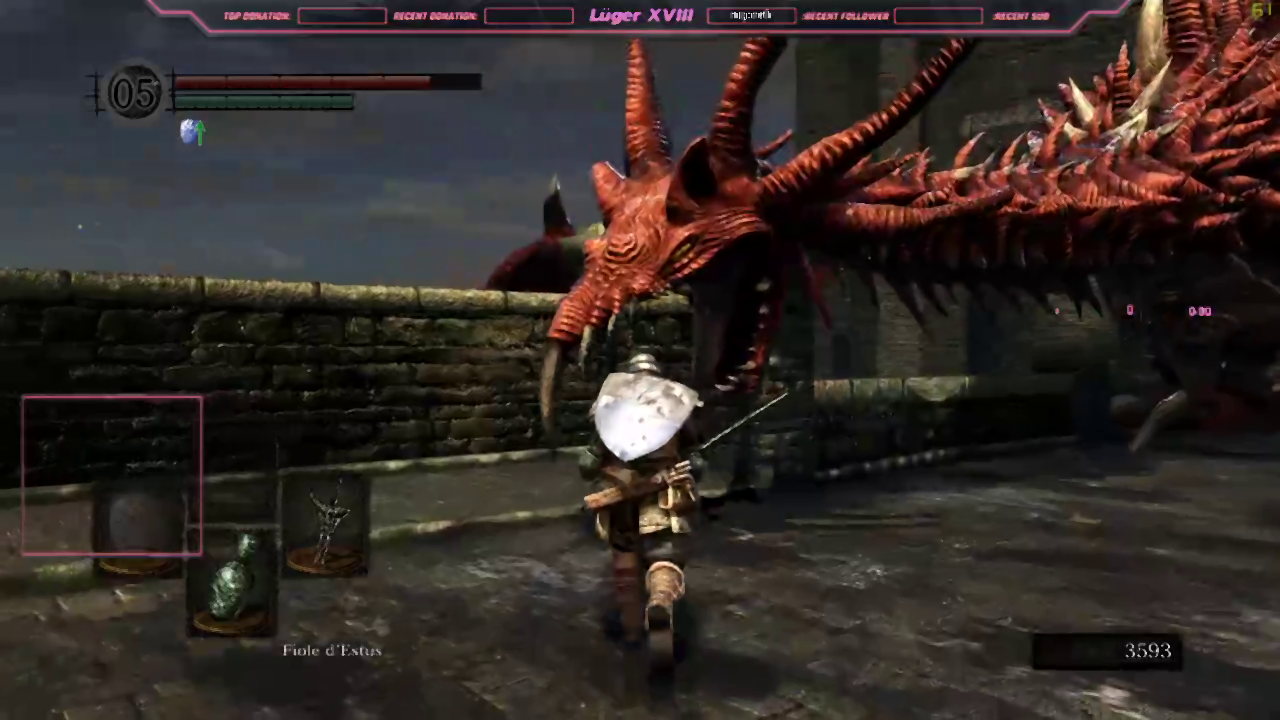 TOP DONATION:
RECENT DONATION:
Lüger XVIII
:RECENT FOLLOWER
:RECENT SUB
05
Fiole d'Estus
3593